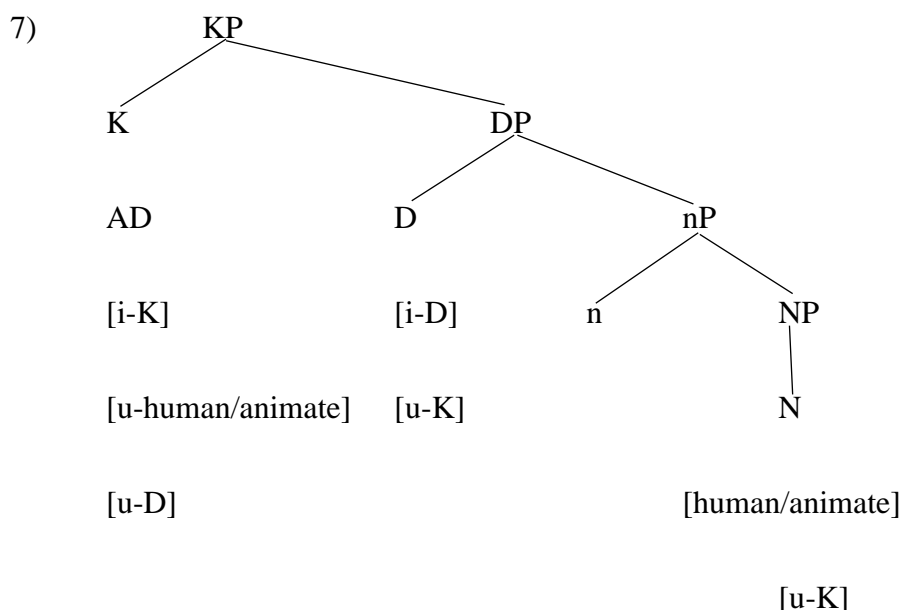 7) KP
K DP
AD D nP
[i-K] [i-D] n NP
[u-human/animate] [u-K] N
[u-D] [human/animate]
[u-K]